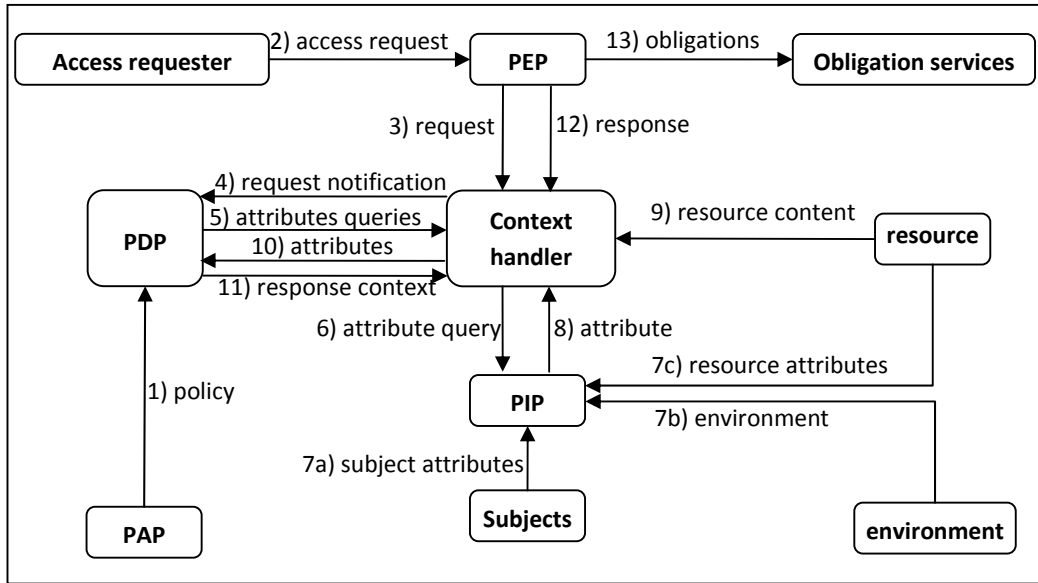 2) access request
13) obligations
Access requester
PEP
Obligation services
3) request
12) response
4) request notification
5) attributes queries
10) attributes
11) response context
PDP
Context
handler
9) resource content
resource
6) attribute query
8) attribute
7c) resource attributes
1) policy
PIP
7b) environment
7a) subject attributes
PAP
Subjects
environment